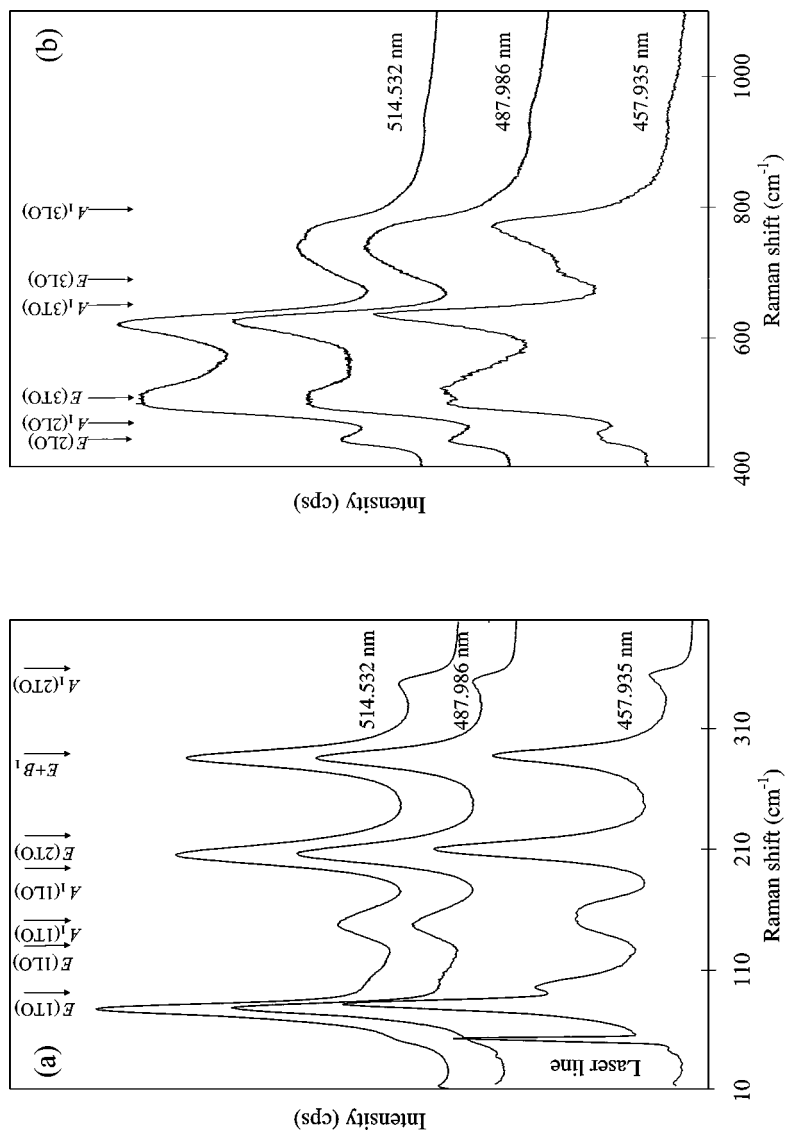 (a)
E(1TO)
E(1LO)
A1(1TO)
A1(1LO)
E(2TO)
E+B1
A1(2TO)
514.532 nm
487.986 nm
457.935 nm
Laser line
Intensity (cps)
10
110
210
310
Raman shift (cm⁻¹)
(b)
E(2LO)
A1(2LO)
E(3TO)
A1(3TO)
E(3LO)
A1(3LO)
514.532 nm
487.986 nm
457.935 nm
Intensity (cps)
400
600
800
1000
Raman shift (cm⁻¹)